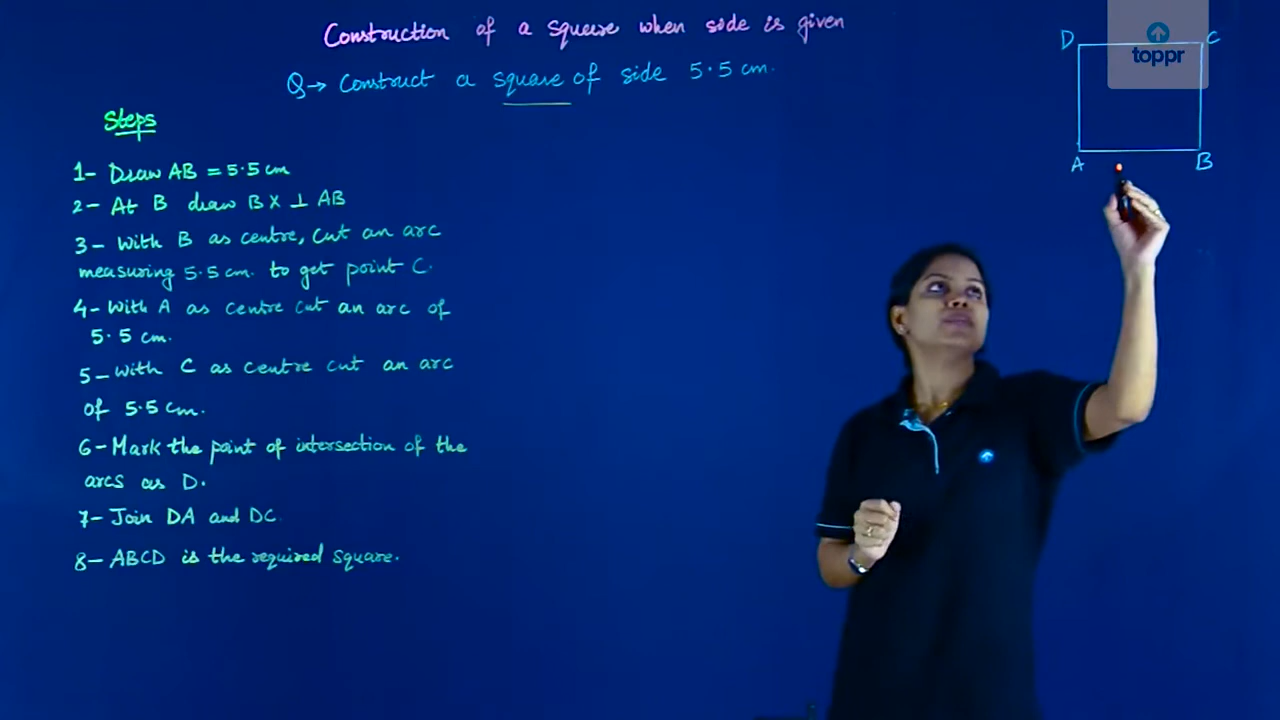 Construction of a square when side is given
Q→ Construct a square of side 5.5 cm.
Steps
1- Draw AB = 5.5 cm
2- At B draw BX ⊥ AB
3- With B as centre, cut an arc
measuring 5.5 cm. to get point C.
4- With A as centre cut an arc of
5.5 cm.
5- With C as centre cut an arc
of 5.5 cm.
6- Mark the point of intersection of the
arcs as D.
7- Join DA and DC.
8- ABCD is the required square.
D C
toppr
A B